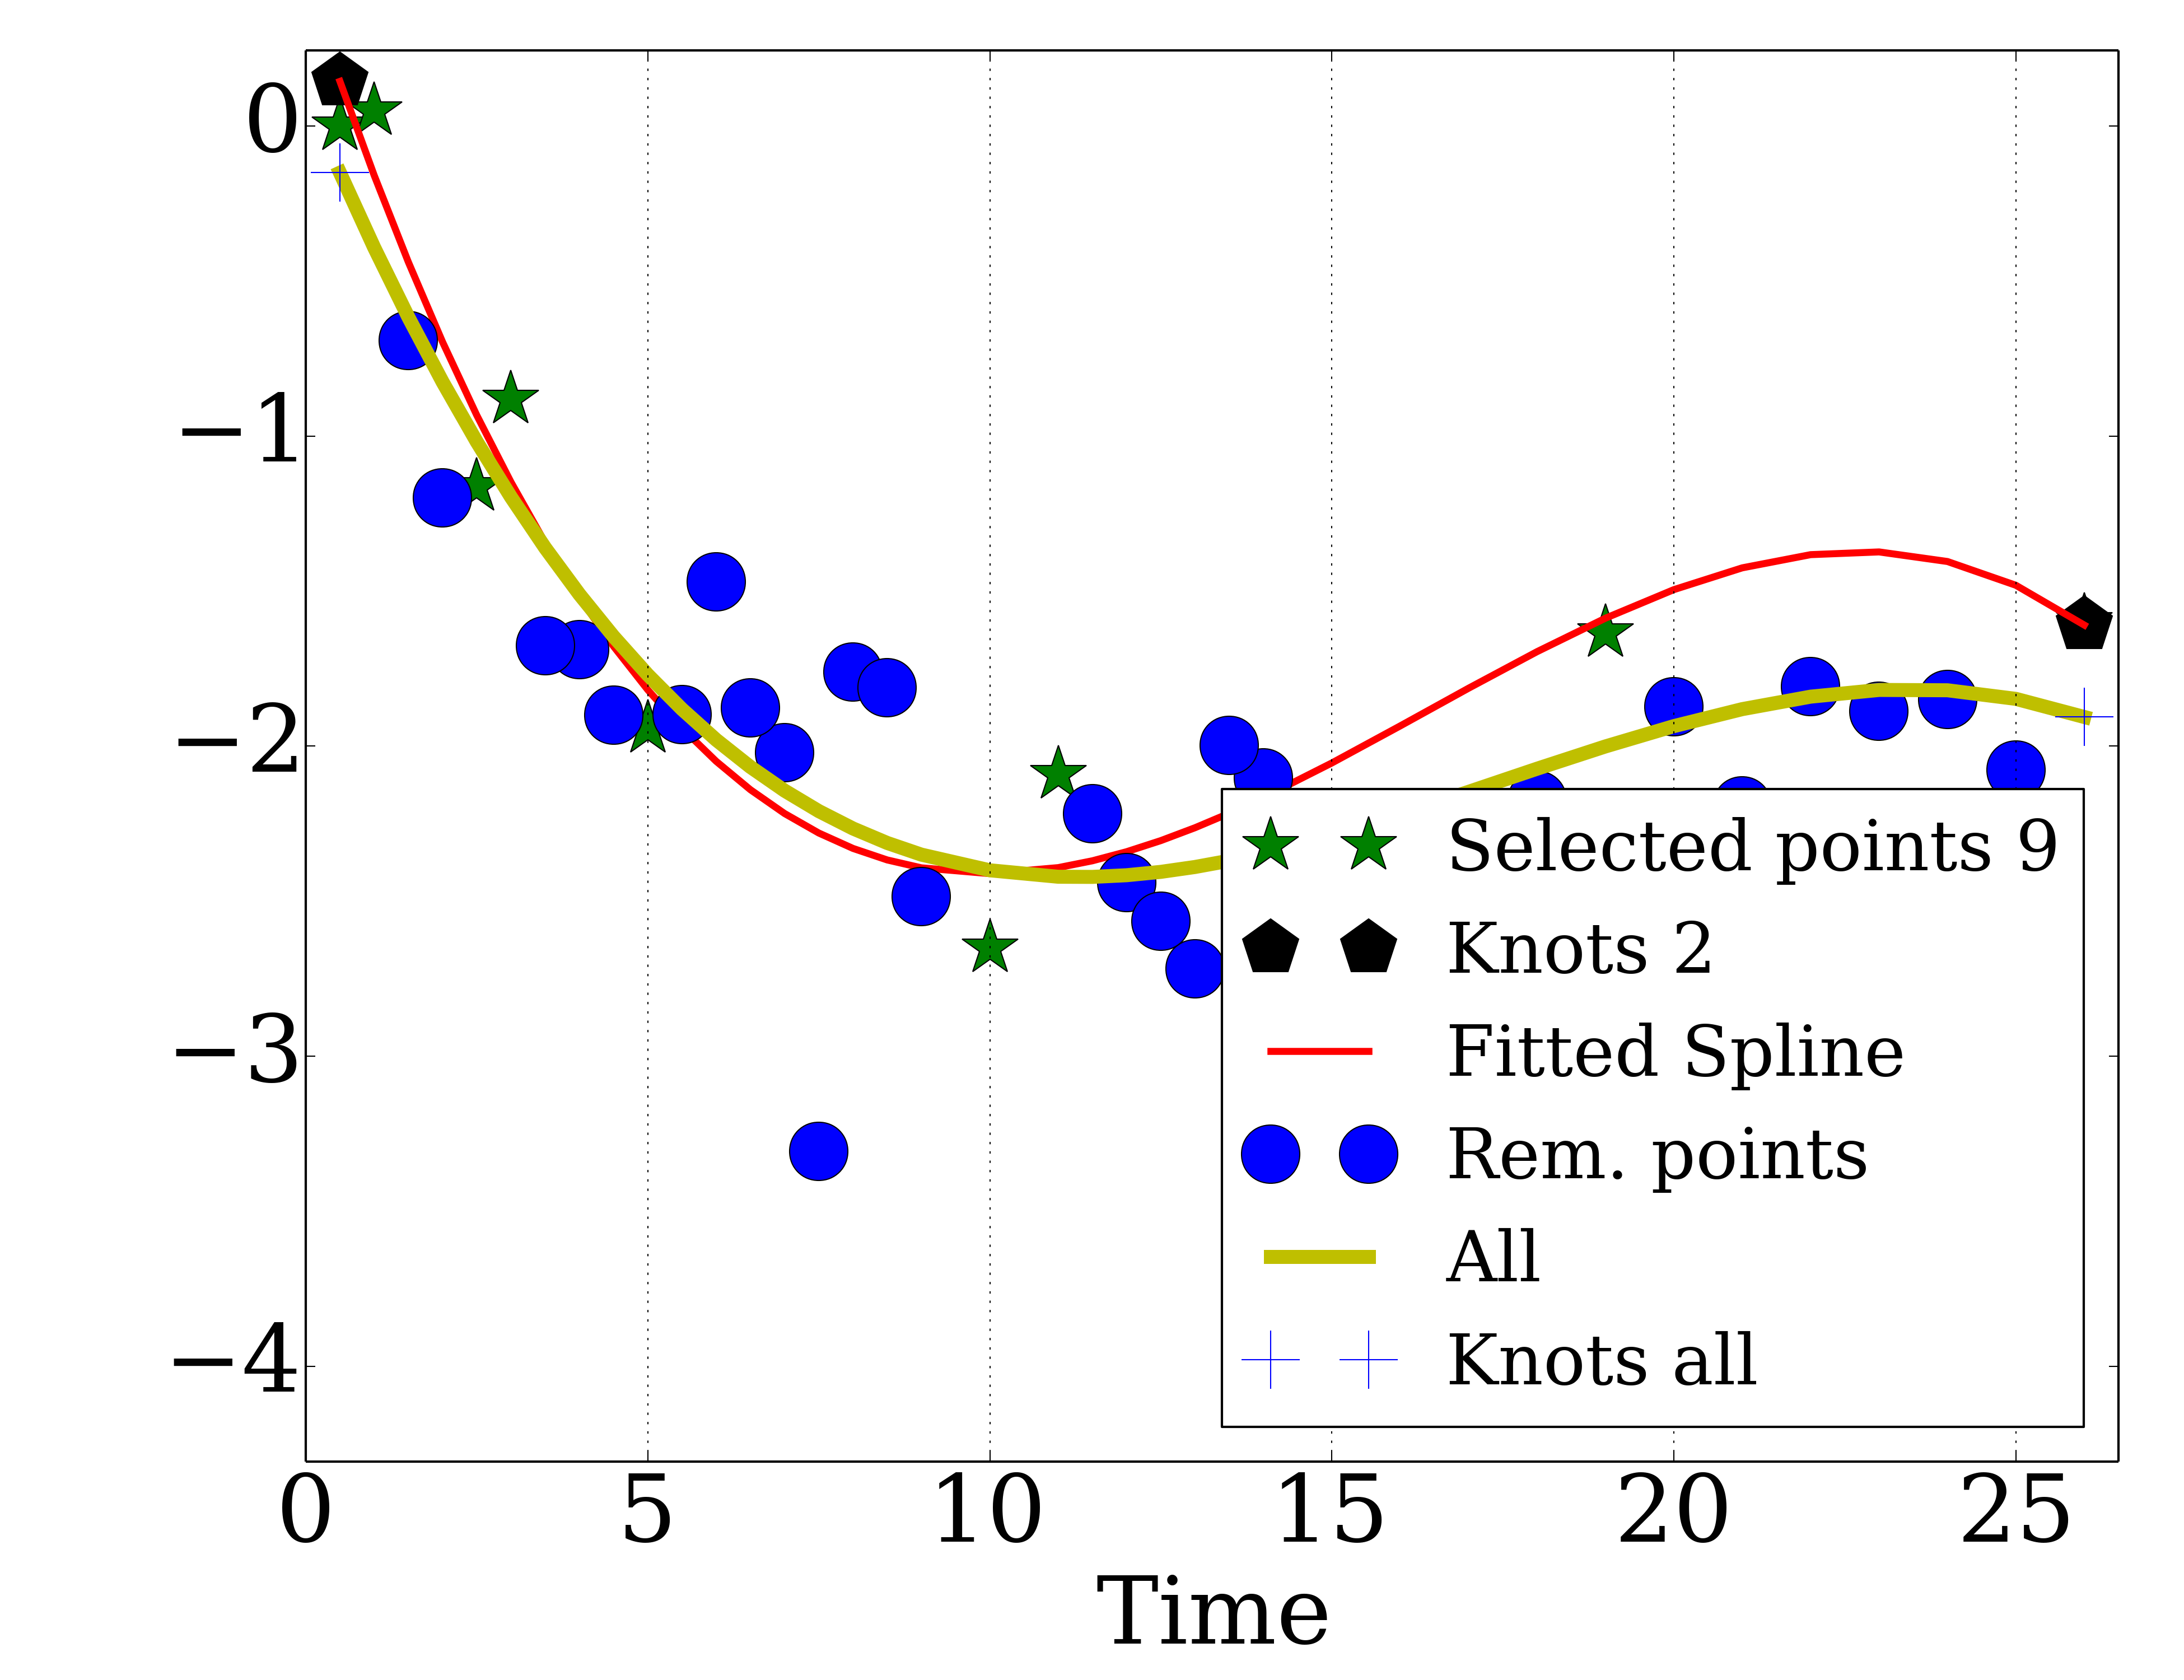 0
−1
−2
−3
−4
Selected points 9
Knots 2
Fitted Spline
Rem. points
All
Knots all
0 5 10 15 20 25
Time